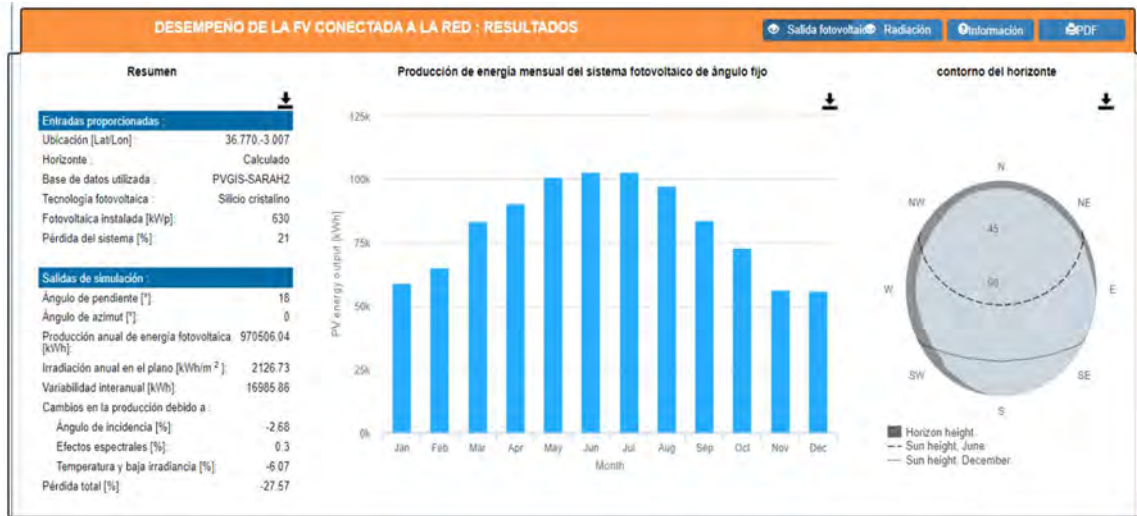 DESEMPEÑO DE LA FV CONECTADA A LA RED : RESULTADOS
Salida fotovoltaic Radiación
Información
PDF
Resumen
Entradas proporcionadas :
Ubicación [Lat/Lon] 36.770,-3.007
Horizonte : Calculado
Base de datos utilizada : PVGIS-SARAH2
Tecnología fotovoltaica : Silicio cristalino
Fotovoltaica instalada [kWp]: 630
Pérdida del sistema [%]: 21
Salidas de simulación :
Ángulo de pendiente [°]: 18
Ángulo de azimut [°]: 0
Producción anual de energía fotovoltaica 970506.04
[kWh]:
Irradiación anual en el plano [kWh/m ² ]: 2126.73
Variabilidad interanual [kWh]: 16985.86
Cambios en la producción debido a :
Ángulo de incidencia [%]: -2.68
Efectos espectrales [%]: 0.3
Temperatura y baja irradiancia [%]: -6.07
Pérdida total [%]: -27.57
Producción de energía mensual del sistema fotovoltaico de ángulo fijo
PV energy output [kWh]
125k
100k
75k
50k
25k
0k
Jan Feb Mar Apr May Jun Jul Aug Sep Oct Nov Dec
Month
contorno del horizonte
N
NW NE
45
W E
SW SE
S
Horizon height
Sun height, June
Sun height, December